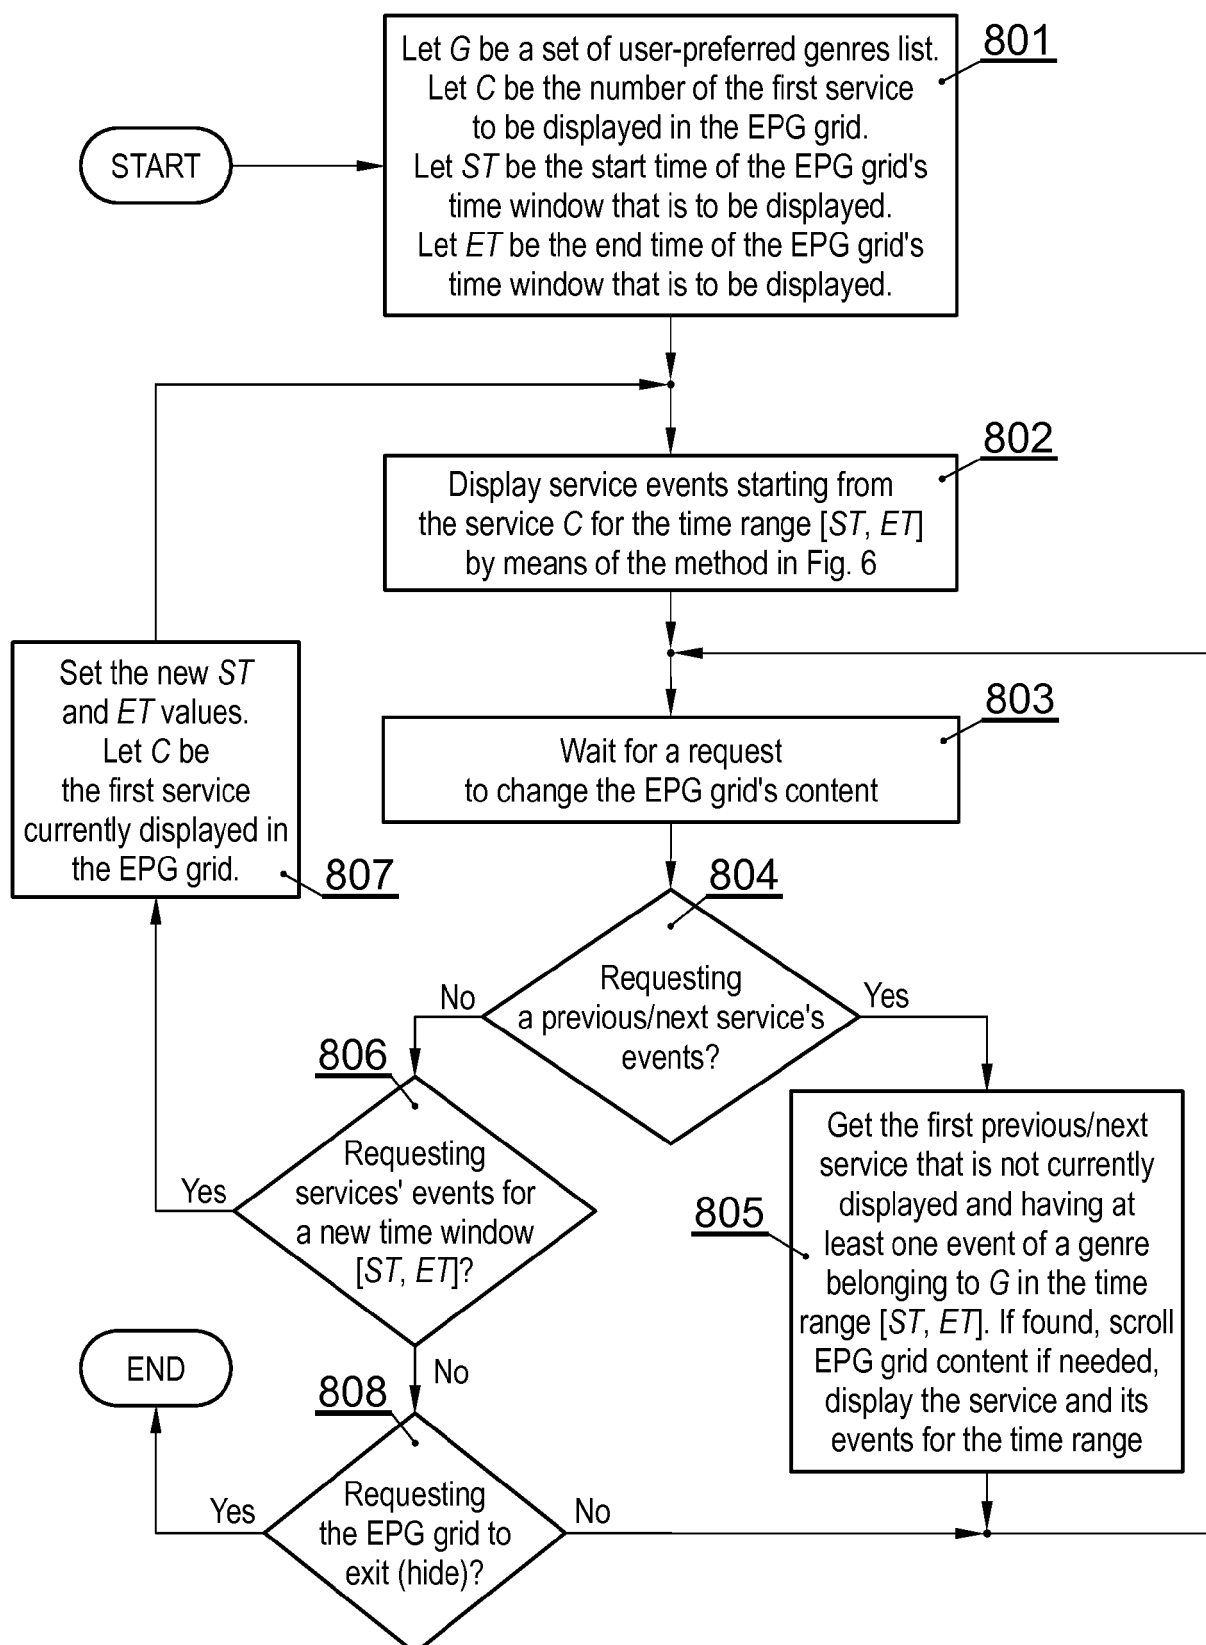 801
Let G be a set of user-preferred genres list.
Let C be the number of the first service
to be displayed in the EPG grid.
Let ST be the start time of the EPG grid's
time window that is to be displayed.
Let ET be the end time of the EPG grid's
time window that is to be displayed.
START
802
Display service events starting from
the service C for the time range [ST, ET]
by means of the method in Fig. 6
803
Wait for a request
to change the EPG grid's content
804
Requesting
a previous/next service's
events?
No
Yes
805
Get the first previous/next
service that is not currently
displayed and having at
least one event of a genre
belonging to G in the time
range [ST, ET]. If found, scroll
EPG grid content if needed,
display the service and its
events for the time range
806
Requesting
services' events for
a new time window
[ST, ET]?
Yes
No
807
Set the new ST
and ET values.
Let C be
the first service
currently displayed in
the EPG grid.
808
Requesting
the EPG grid to
exit (hide)?
Yes
No
END